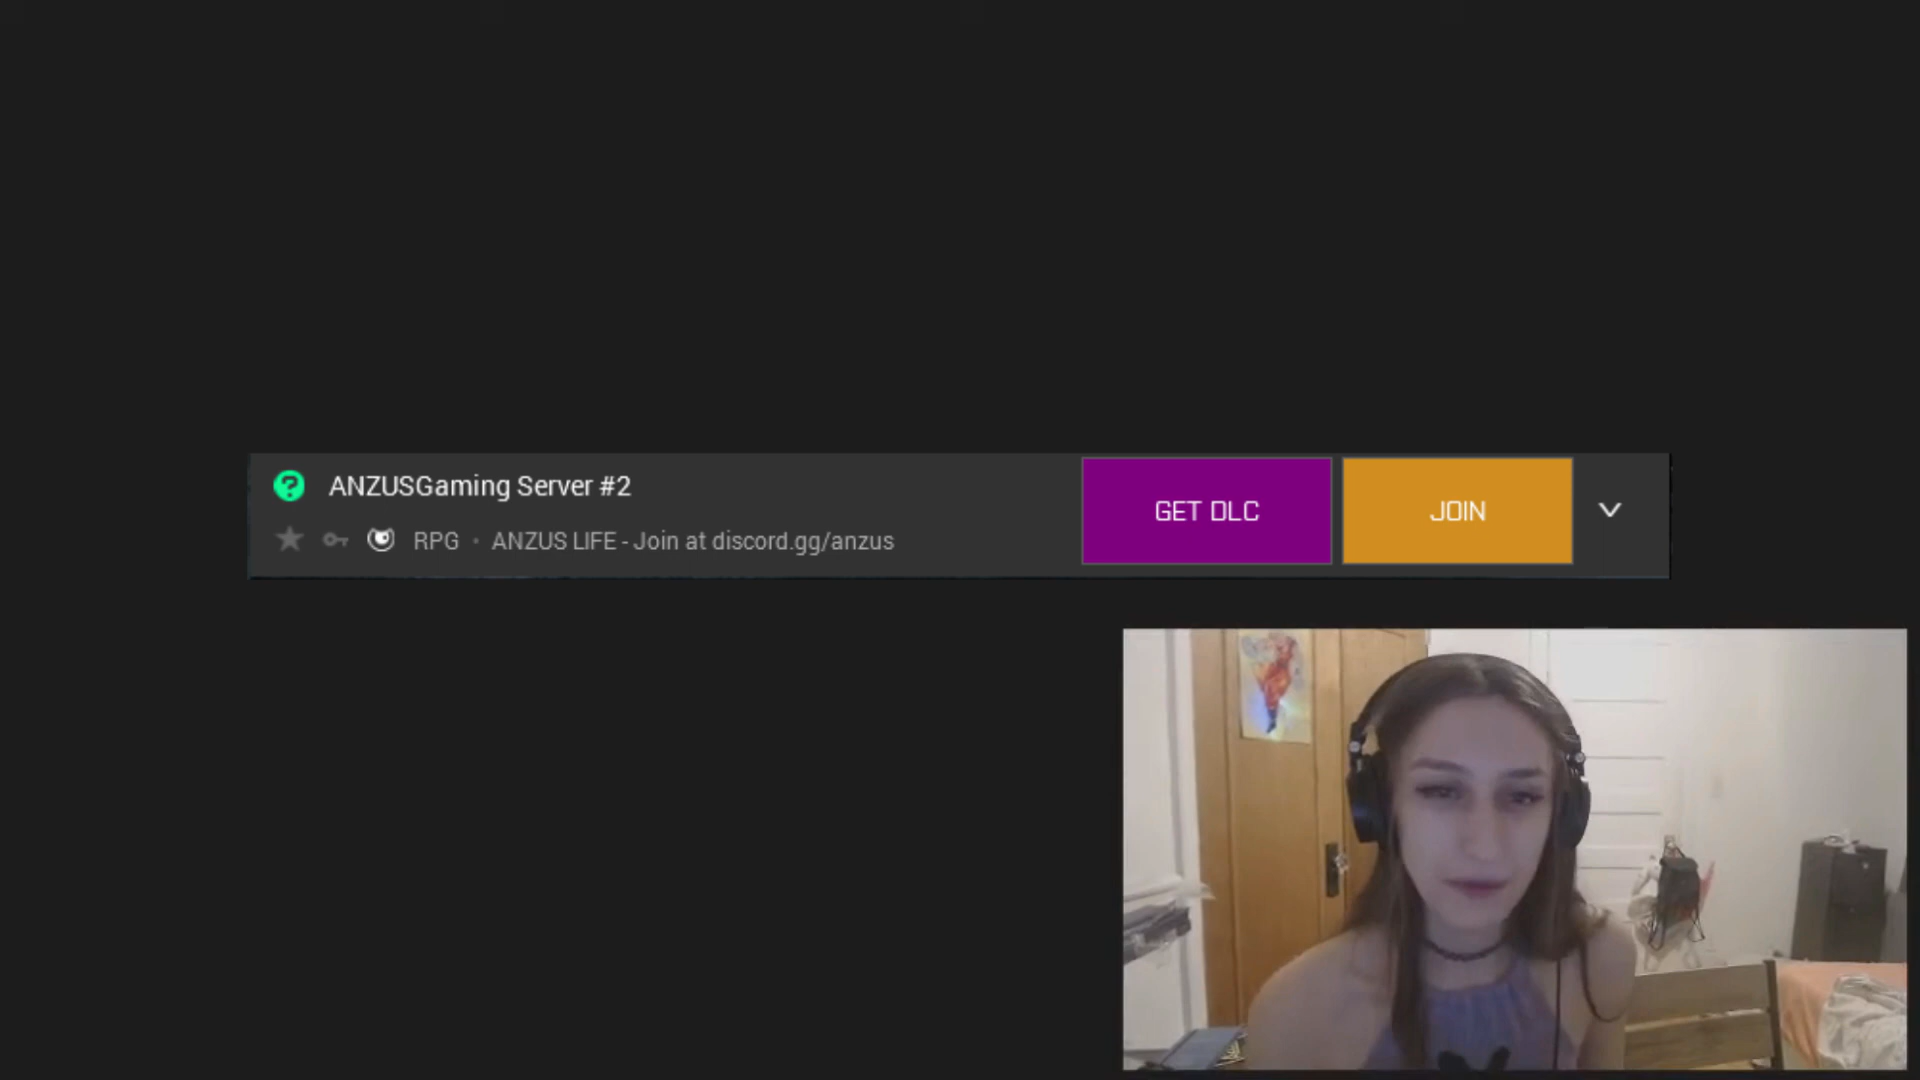 ANZUSGaming Server #2
RPG • ANZUS LIFE - Join at discord.gg/anzus
GET DLC
JOIN